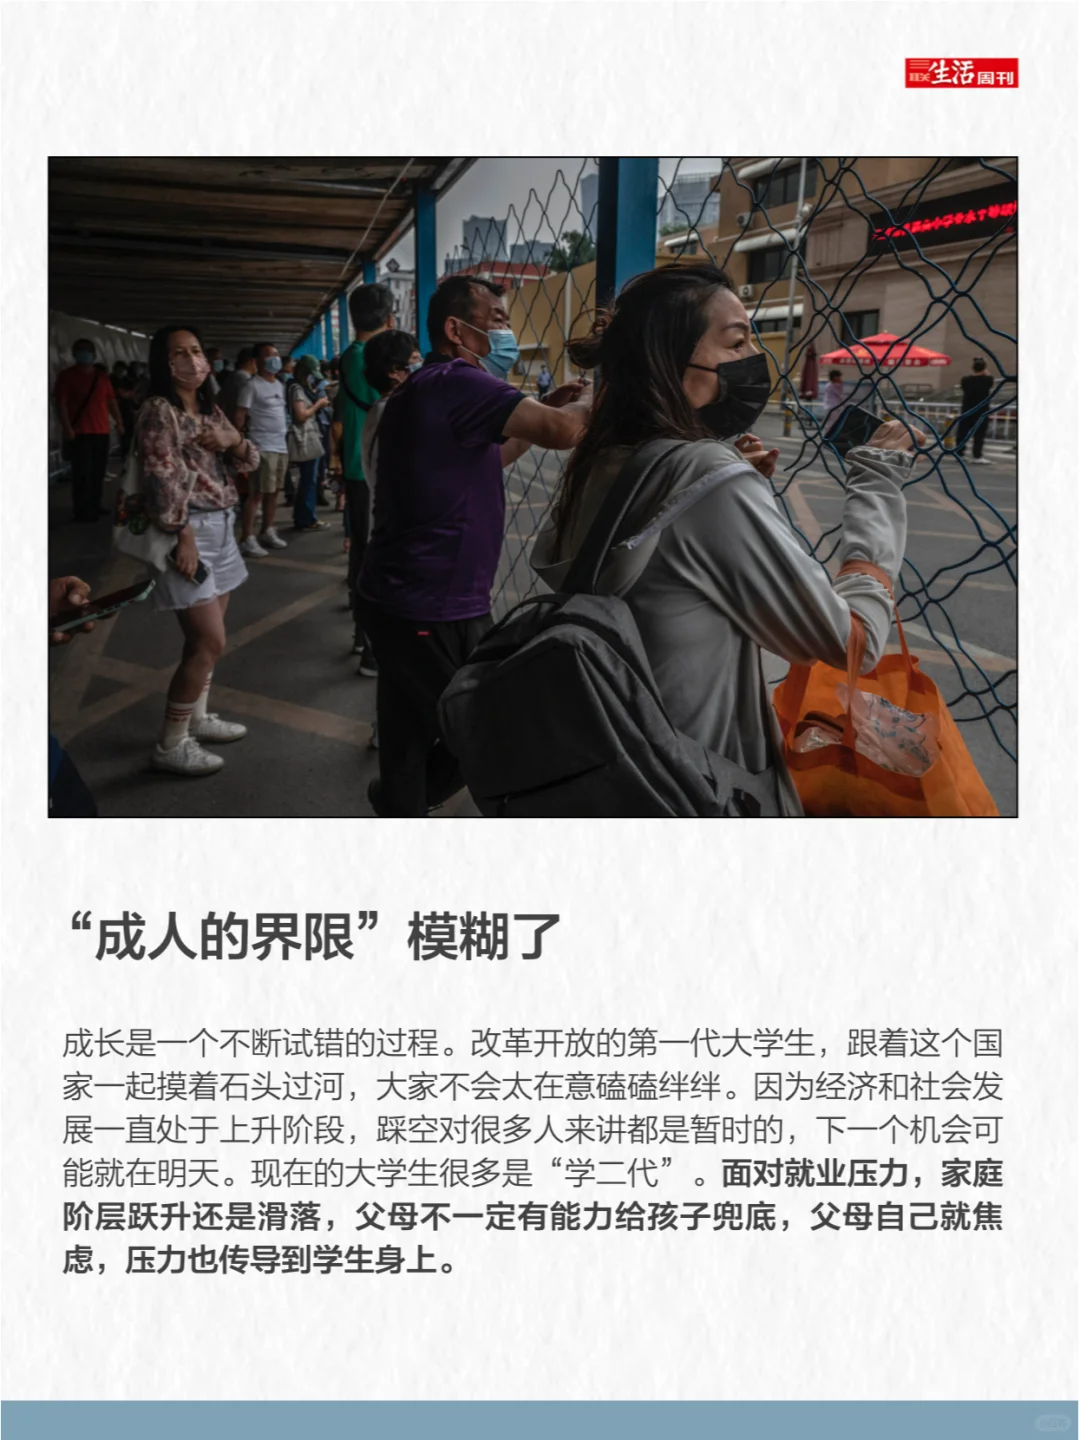 三联生活周刊
“成人的界限”模糊了
成长是一个不断试错的过程。改革开放的第一代大学生，跟着这个国
家一起摸着石头过河，大家不会太在意磕磕绊绊。因为经济和社会发
展一直处于上升阶段，踩空对很多人来讲都是暂时的，下一个机会可
能就在明天。现在的大学生很多是“学二代”。面对就业压力，家庭
阶层跃升还是滑落，父母不一定有能力给孩子兜底，父母自己就焦
虑，压力也传导到学生身上。